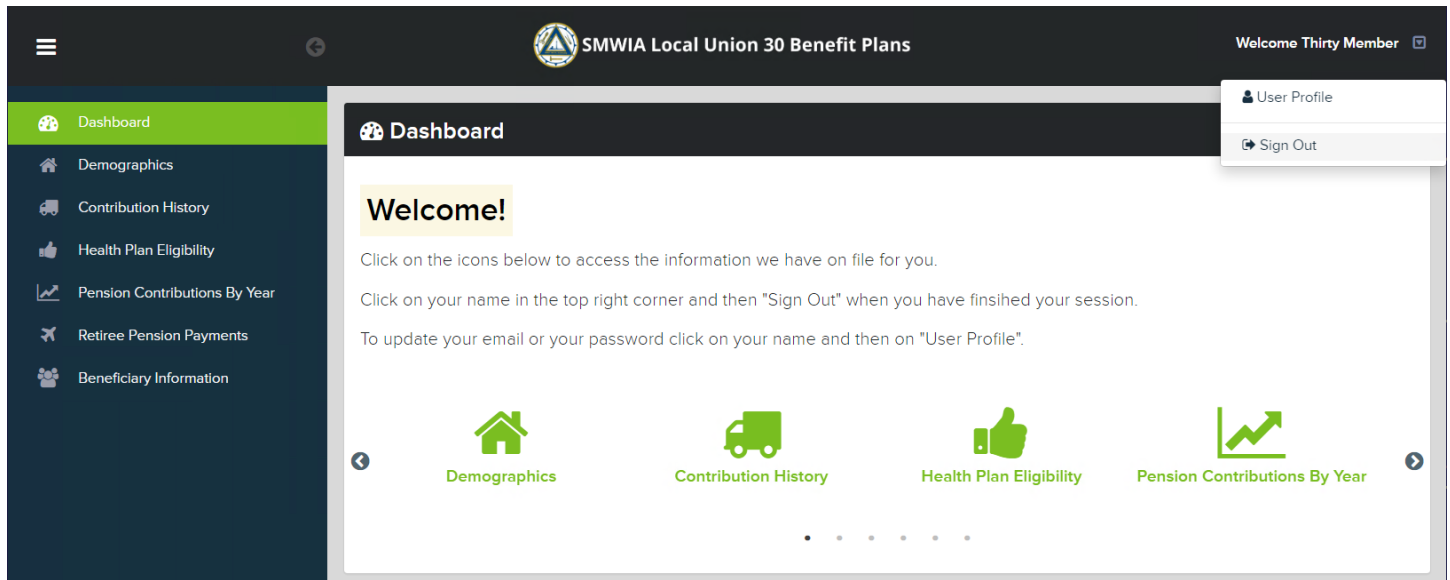 SMWIA Local Union 30 Benefit Plans
Welcome Thirty Member
User Profile
Sign Out
Dashboard
Demographics
Contribution History
Health Plan Eligibility
Pension Contributions By Year
Retiree Pension Payments
Beneficiary Information
Dashboard
Welcome!
Click on the icons below to access the information we have on file for you.
Click on your name in the top right corner and then "Sign Out" when you have finsihed your session.
To update your email or your password click on your name and then on "User Profile".
Demographics
Contribution History
Health Plan Eligibility
Pension Contributions By Year